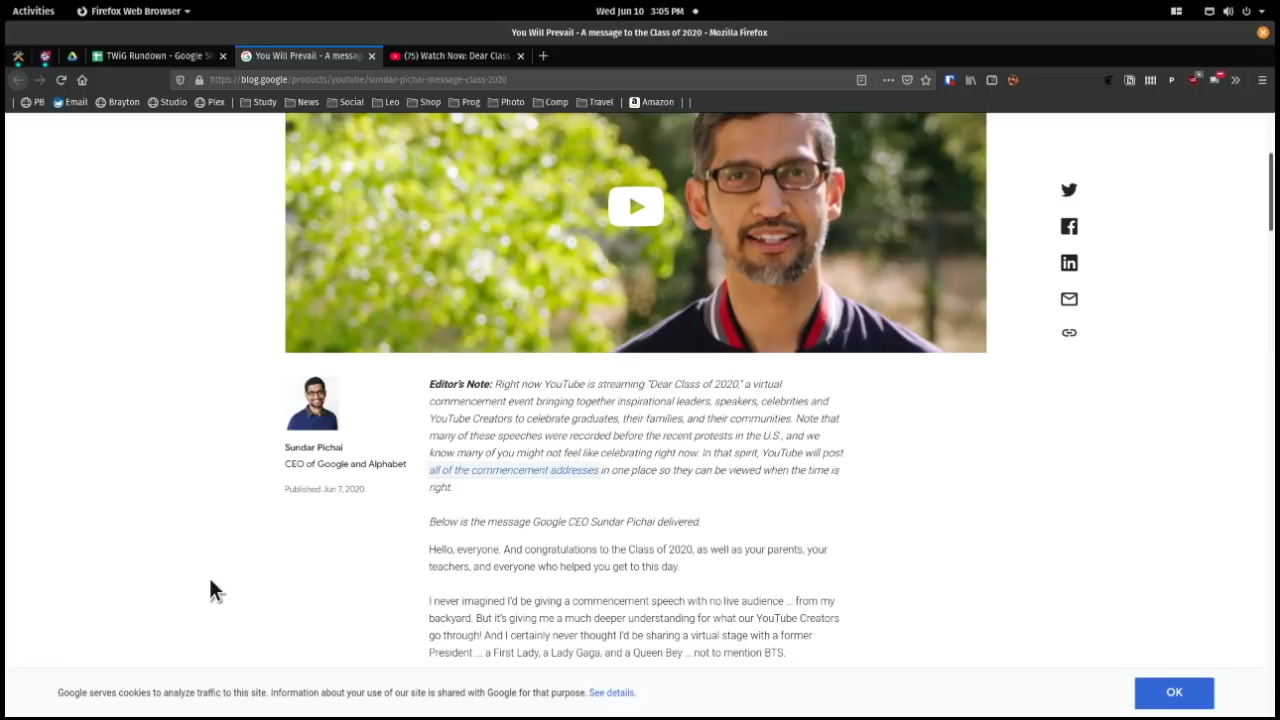 Activities Firefox Web Browser Wed Jun 10 3:05 PM
You Will Prevail - A message to the Class of 2020 - Mozilla Firefox
TWiG Rundown - Google Sh You Will Prevail - A messag (75) Watch Now: Dear Class
https://blog.google/products/youtube/sundar-pichai-message-class-2020
PB Email Brayton Studio Plex Study News Social Leo Shop Prog Photo Comp Travel Amazon
Editor's Note: Right now YouTube is streaming "Dear Class of 2020," a virtual
commencement event bringing together inspirational leaders, speakers, celebrities and
YouTube Creators to celebrate graduates, their families, and their communities. Note that
many of these speeches were recorded before the recent protests in the U.S., and we
know many of you might not feel like celebrating right now. In that spirit, YouTube will post
all of the commencement addresses in one place so they can be viewed when the time is
right.
Sundar Pichai
CEO of Google and Alphabet
Published Jun 7, 2020
Below is the message Google CEO Sundar Pichai delivered.
Hello, everyone. And congratulations to the Class of 2020, as well as your parents, your
teachers, and everyone who helped you get to this day.
I never imagined I'd be giving a commencement speech with no live audience ... from my
backyard. But it's giving me a much deeper understanding for what our YouTube Creators
go through! And I certainly never thought I'd be sharing a virtual stage with a former
President ... a First Lady, a Lady Gaga, and a Queen Bey ... not to mention BTS.
Google serves cookies to analyze traffic to this site. Information about your use of our site is shared with Google for that purpose. See details.
OK